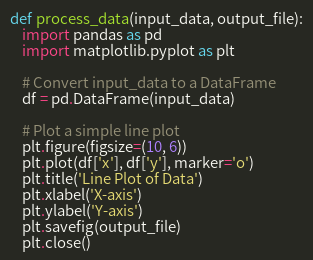 def process_data(input_data, output_file):
    import pandas as pd
    import matplotlib.pyplot as plt

    # Convert input_data to a DataFrame
    df = pd.DataFrame(input_data)

    # Plot a simple line plot
    plt.figure(figsize=(10, 6))
    plt.plot(df['x'], df['y'], marker='o')
    plt.title('Line Plot of Data')
    plt.xlabel('X-axis')
    plt.ylabel('Y-axis')
    plt.savefig(output_file)
    plt.close()